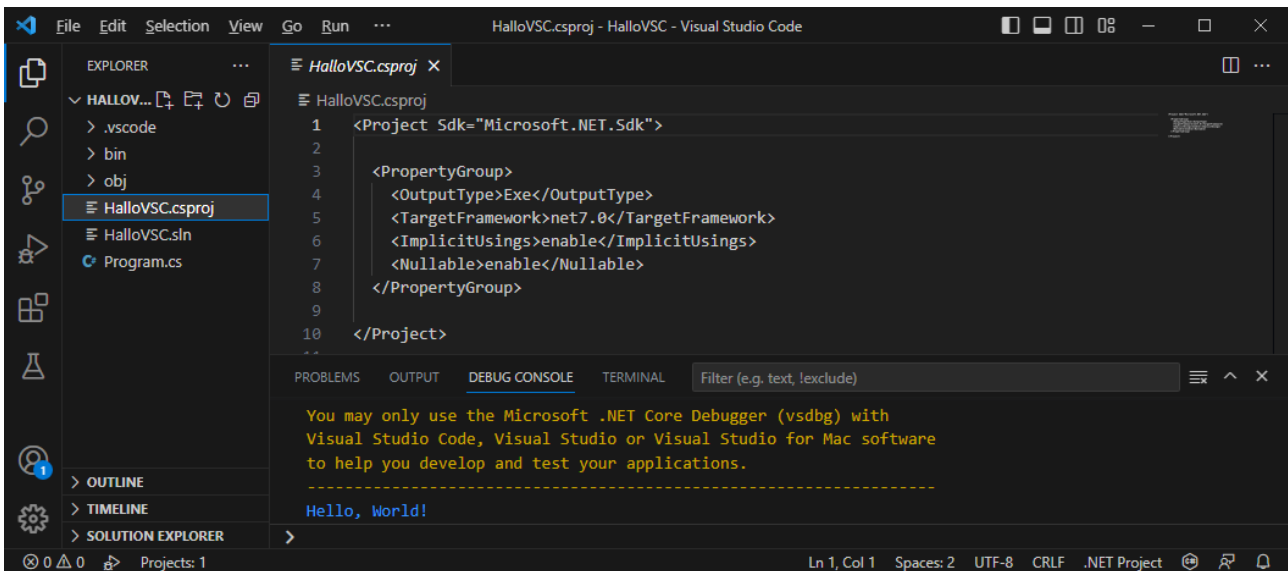 File Edit Selection View Go Run ··· HalloVSC.csproj - HalloVSC - Visual Studio Code
EXPLORER ···
HALLOV...
.vscode
bin
obj
HalloVSC.csproj
HalloVSC.sln
Program.cs
OUTLINE
TIMELINE
SOLUTION EXPLORER
HalloVSC.csproj
HalloVSC.csproj
1 <Project Sdk="Microsoft.NET.Sdk">
2
3 <PropertyGroup>
4 <OutputType>Exe</OutputType>
5 <TargetFramework>net7.0</TargetFramework>
6 <ImplicitUsings>enable</ImplicitUsings>
7 <Nullable>enable</Nullable>
8 </PropertyGroup>
9
10 </Project>
PROBLEMS OUTPUT DEBUG CONSOLE TERMINAL Filter (e.g. text, !exclude)
You may only use the Microsoft .NET Core Debugger (vsdbg) with
Visual Studio Code, Visual Studio or Visual Studio for Mac software
to help you develop and test your applications.
-------------------------------------------------------------------
Hello, World!
>
1
0 0 Projects: 1 Ln 1, Col 1 Spaces: 2 UTF-8 CRLF .NET Project